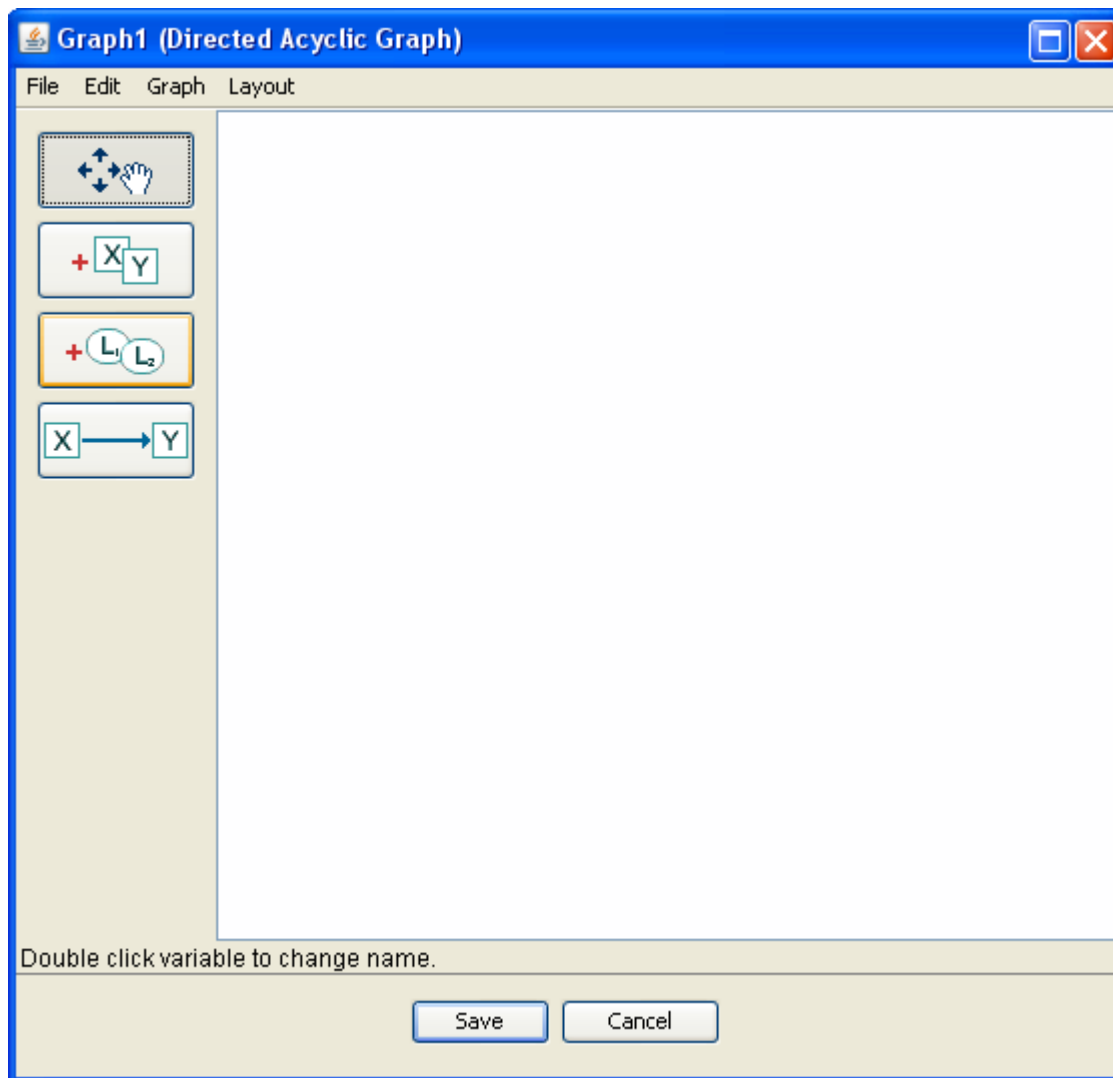 Graph1 (Directed Acyclic Graph)
File Edit Graph Layout
+ X Y
+ L₁ L₂
X Y
Double click variable to change name.
Save Cancel